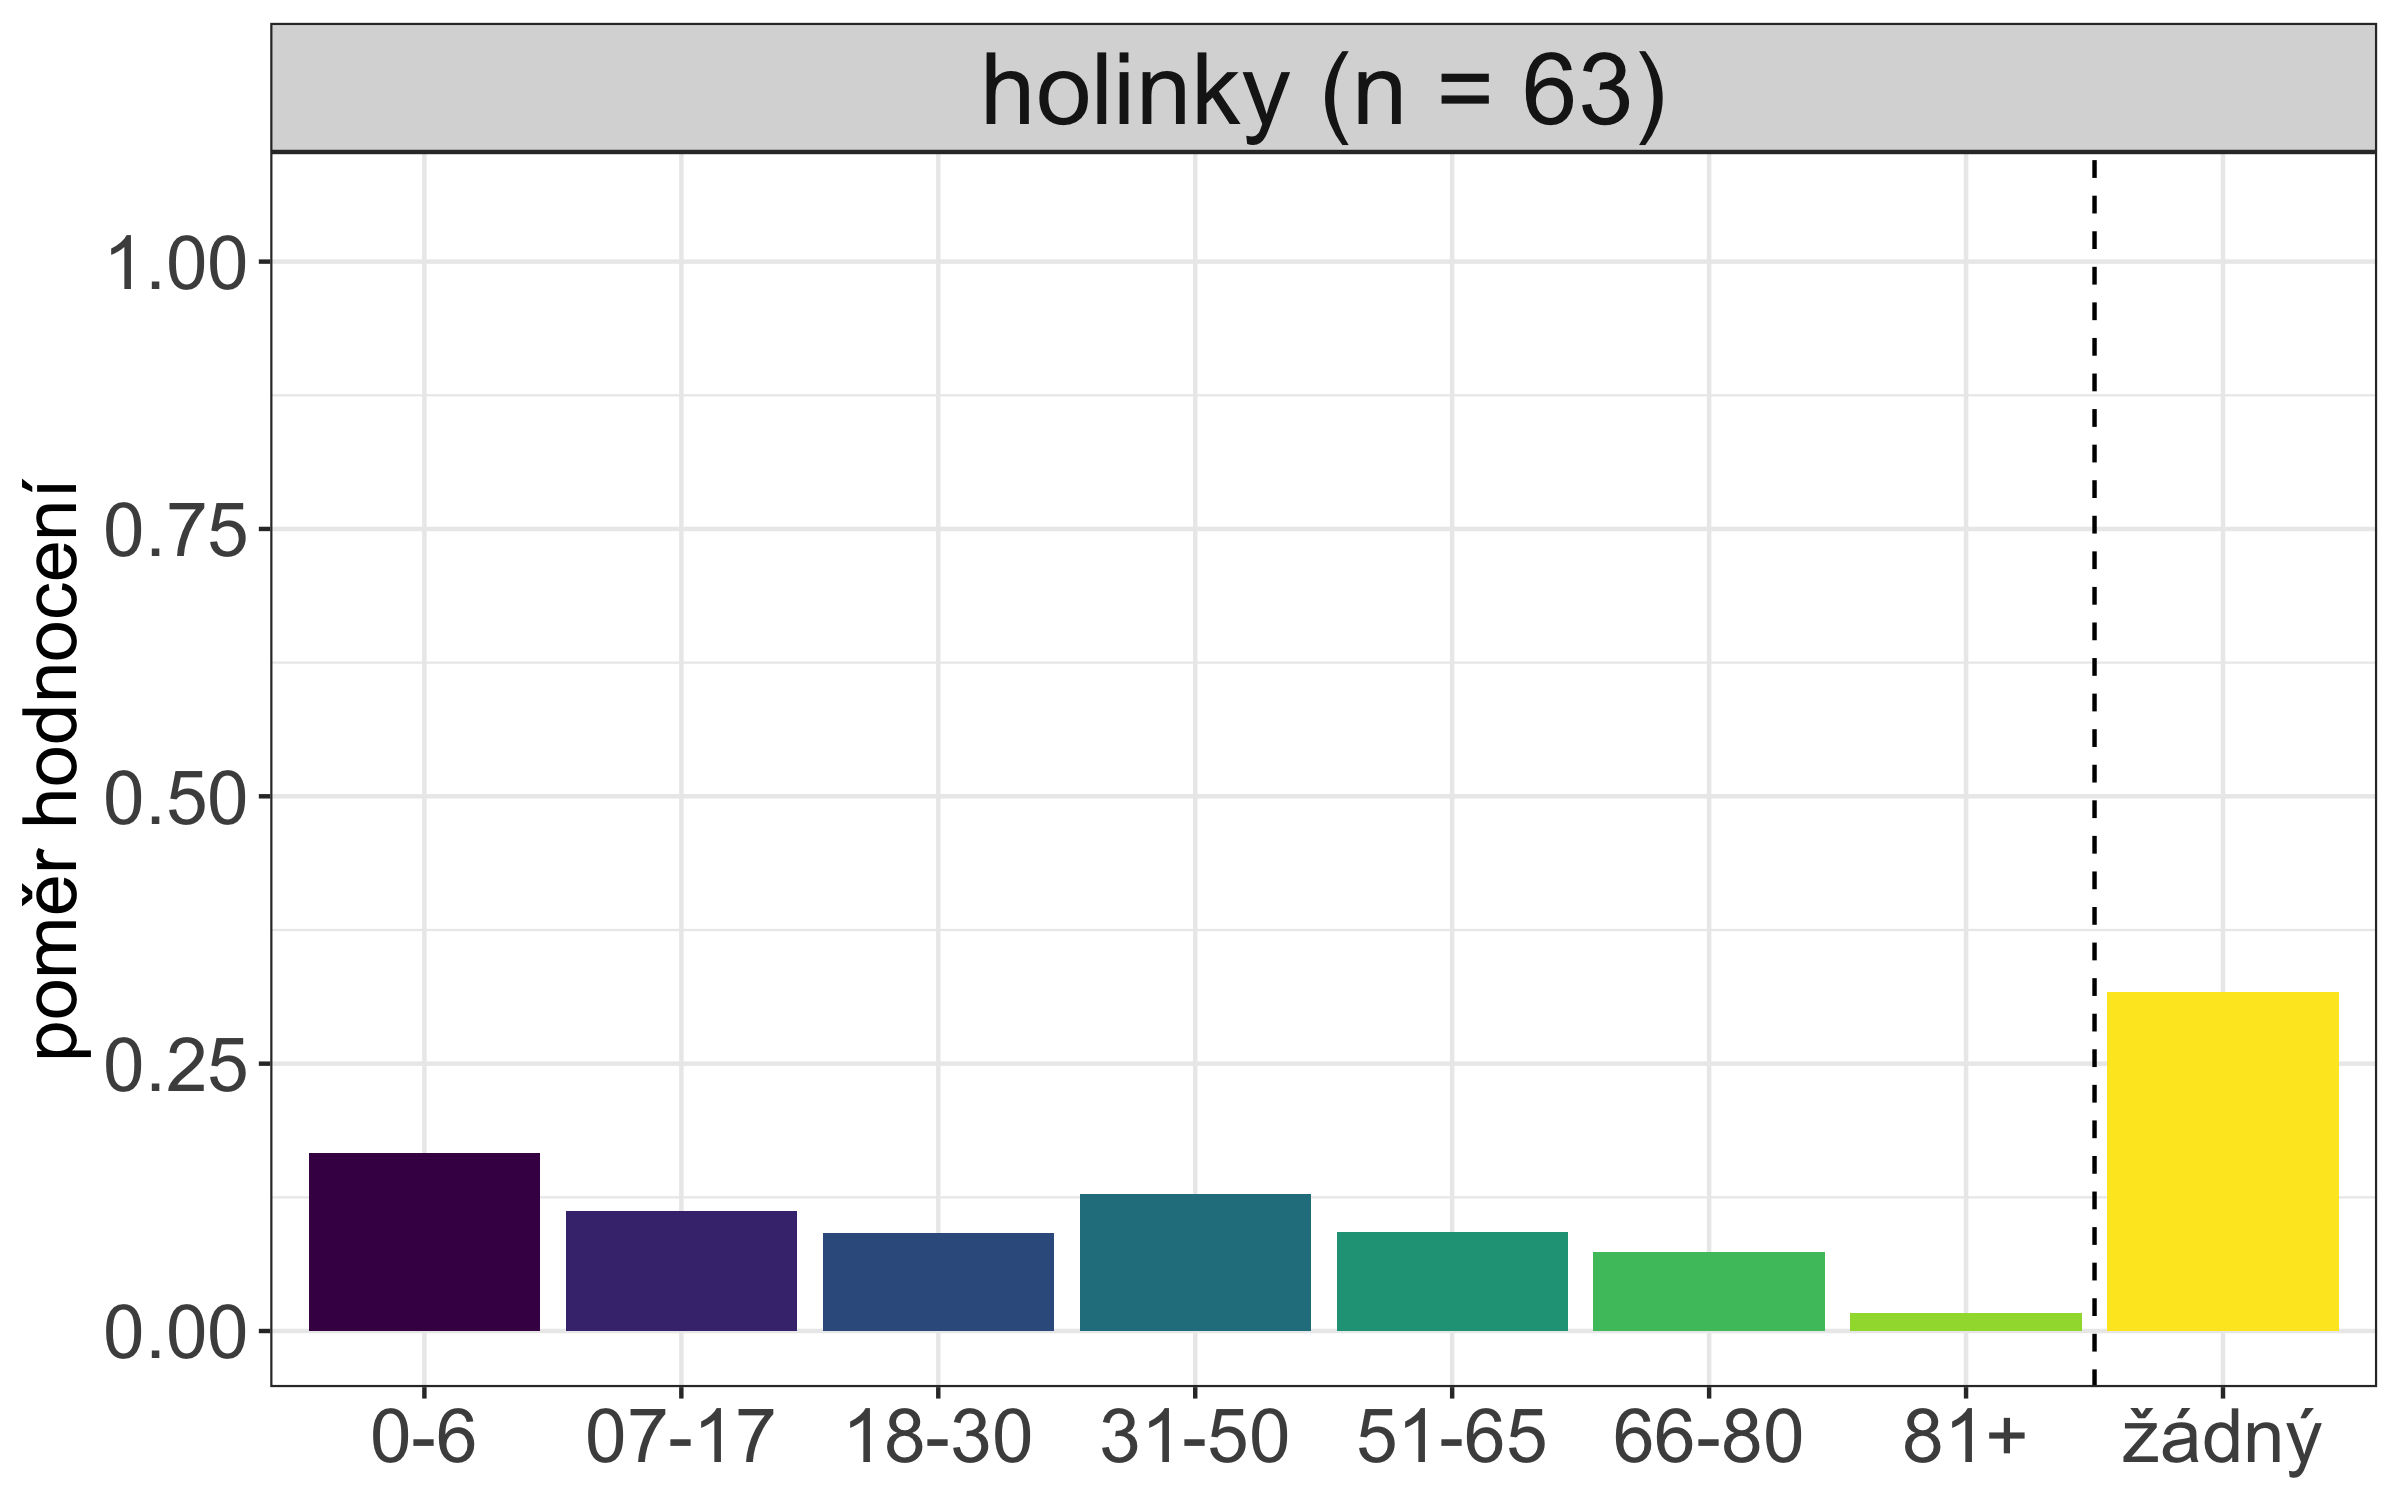 holinky (n = 63)
poměr hodnocení
1.00
0.75
0.50
0.25
0.00
0-6 07-17 18-30 31-50 51-65 66-80 81+ žádný